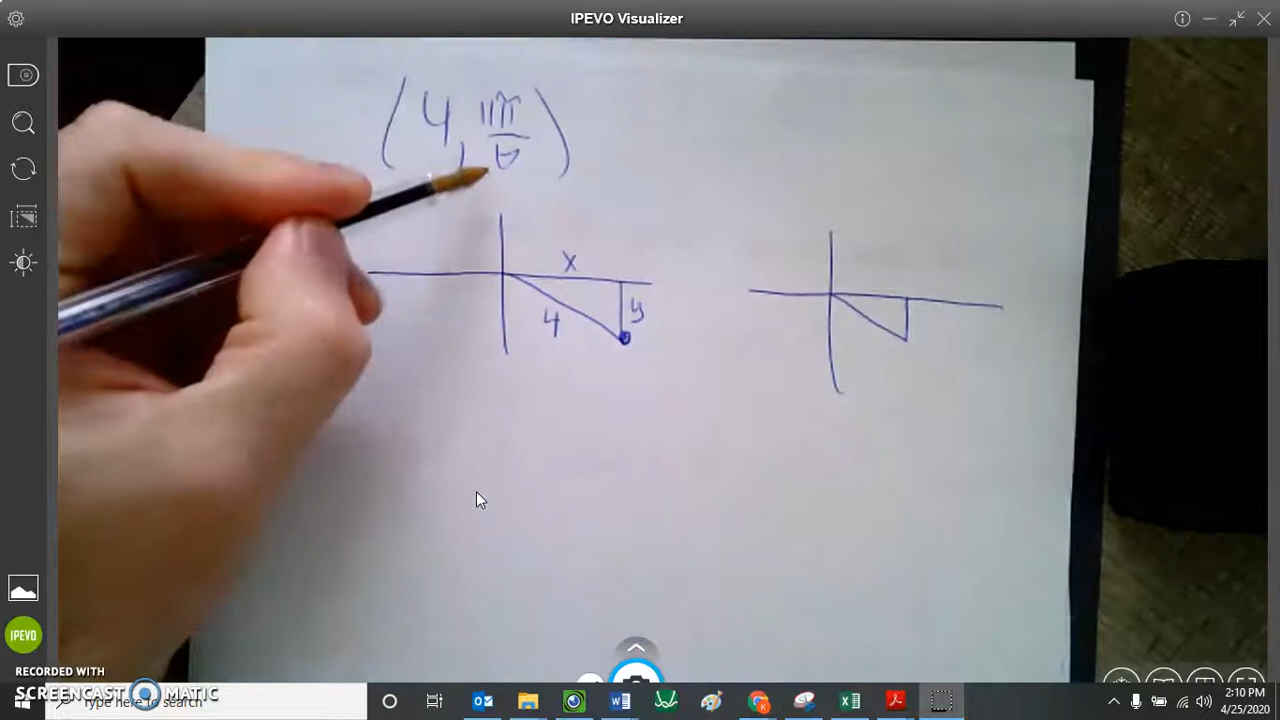 IPEVO Visualizer
(4, 11π/6)
x
4
y
IPEVO
RECORDED WITH
SCREENCAST MATIC
Type here to search
2:10 PM
4/25/2020